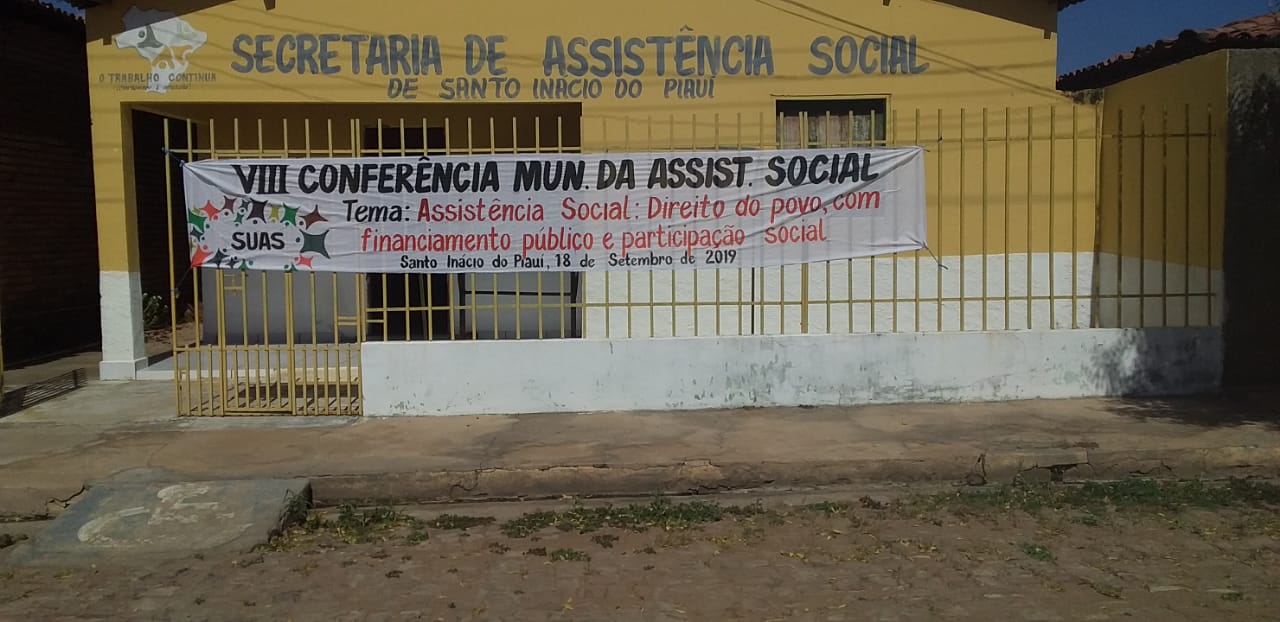 SECRETARIA DE ASSISTÊNCIA SOCIAL
DE SANTO INACIO DO PIAUÍ
O TRABALHO CONTINUA
VIII CONFERÊNCIA MUN. DA ASSIST. SOCIAL
Tema: Assistência Social: Direito do povo, com
financiamento público e participação social
SUAS
Santo Inácio do Piauí, 18 de Setembro de 2019